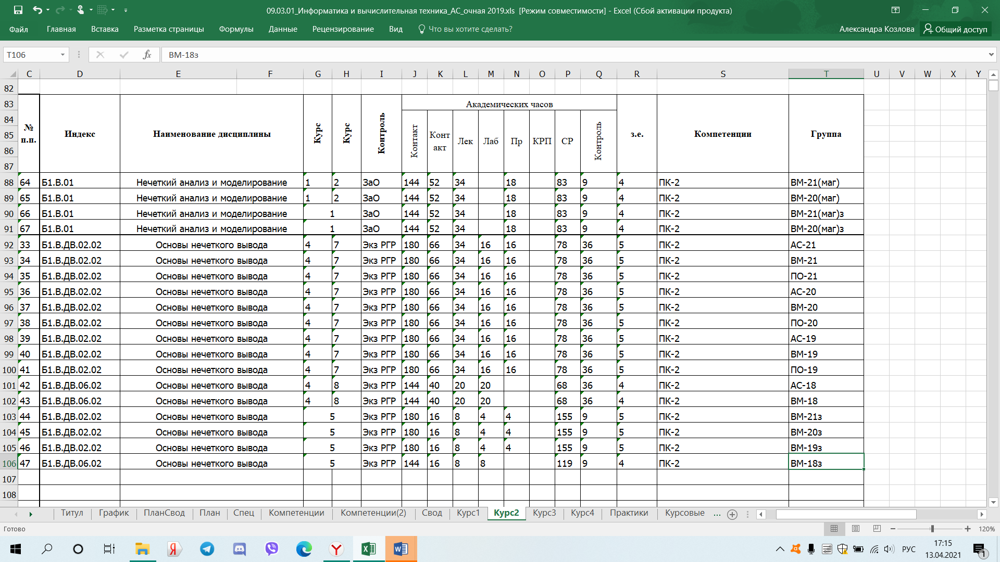 09.03.01_Информатика и вычислительная техника_АС_очная 2019.xls [Режим совместимости] - Excel (Сбой активации продукта)
Файл Главная Вставка Разметка страницы Формулы Данные Рецензирование Вид Что вы хотите сделать? Александра Козлова Общий доступ
T106 fx ВМ-18з
C D E F G H I J K L M N O P Q R S T U V W X Y
82
83 Академических часов
84
85
86
87
№ п.п. Индекс Наименование дисциплины Курс Курс Контроль Контакт Конт акт Лек Лаб Пр КРП СР Контроль з.е. Компетенции Группа
88 64 Б1.В.01 Нечеткий анализ и моделирование 1 2 ЗаО 144 52 34 18 83 9 4 ПК-2 ВМ-21(маг)
89 65 Б1.В.01 Нечеткий анализ и моделирование 1 2 ЗаО 144 52 34 18 83 9 4 ПК-2 ВМ-20(маг)
90 66 Б1.В.01 Нечеткий анализ и моделирование 1 ЗаО 144 52 34 18 83 9 4 ПК-2 ВМ-21(маг)з
91 67 Б1.В.01 Нечеткий анализ и моделирование 1 ЗаО 144 52 34 18 83 9 4 ПК-2 ВМ-20(маг)з
92 33 Б1.В.ДВ.02.02 Основы нечеткого вывода 4 7 Экз РГР 180 66 34 16 16 78 36 5 ПК-2 АС-21
93 34 Б1.В.ДВ.02.02 Основы нечеткого вывода 4 7 Экз РГР 180 66 34 16 16 78 36 5 ПК-2 ВМ-21
94 35 Б1.В.ДВ.02.02 Основы нечеткого вывода 4 7 Экз РГР 180 66 34 16 16 78 36 5 ПК-2 ПО-21
95 36 Б1.В.ДВ.02.02 Основы нечеткого вывода 4 7 Экз РГР 180 66 34 16 16 78 36 5 ПК-2 АС-20
96 37 Б1.В.ДВ.02.02 Основы нечеткого вывода 4 7 Экз РГР 180 66 34 16 16 78 36 5 ПК-2 ВМ-20
97 38 Б1.В.ДВ.02.02 Основы нечеткого вывода 4 7 Экз РГР 180 66 34 16 16 78 36 5 ПК-2 ПО-20
98 39 Б1.В.ДВ.02.02 Основы нечеткого вывода 4 7 Экз РГР 180 66 34 16 16 78 36 5 ПК-2 АС-19
99 40 Б1.В.ДВ.02.02 Основы нечеткого вывода 4 7 Экз РГР 180 66 34 16 16 78 36 5 ПК-2 ВМ-19
100 41 Б1.В.ДВ.02.02 Основы нечеткого вывода 4 7 Экз РГР 180 66 34 16 16 78 36 5 ПК-2 ПО-19
101 42 Б1.В.ДВ.06.02 Основы нечеткого вывода 4 8 Экз РГР 144 40 20 20 68 36 4 ПК-2 АС-18
102 43 Б1.В.ДВ.06.02 Основы нечеткого вывода 4 8 Экз РГР 144 40 20 20 68 36 4 ПК-2 ВМ-18
103 44 Б1.В.ДВ.02.02 Основы нечеткого вывода 5 Экз РГР 180 16 8 4 4 155 9 5 ПК-2 ВМ-21з
104 45 Б1.В.ДВ.02.02 Основы нечеткого вывода 5 Экз РГР 180 16 8 4 4 155 9 5 ПК-2 ВМ-20з
105 46 Б1.В.ДВ.02.02 Основы нечеткого вывода 5 Экз РГР 180 16 8 4 4 155 9 5 ПК-2 ВМ-19з
106 47 Б1.В.ДВ.06.02 Основы нечеткого вывода 5 Экз РГР 144 16 8 8 119 9 4 ПК-2 ВМ-18з
107
108
Титул График ПланСвод План Спец Компетенции Компетенции(2) Свод Курс1 Курс2 Курс3 Курс4 Практики Курсовые ...
Готово 120%
РУС 17:15
13.04.2021 1